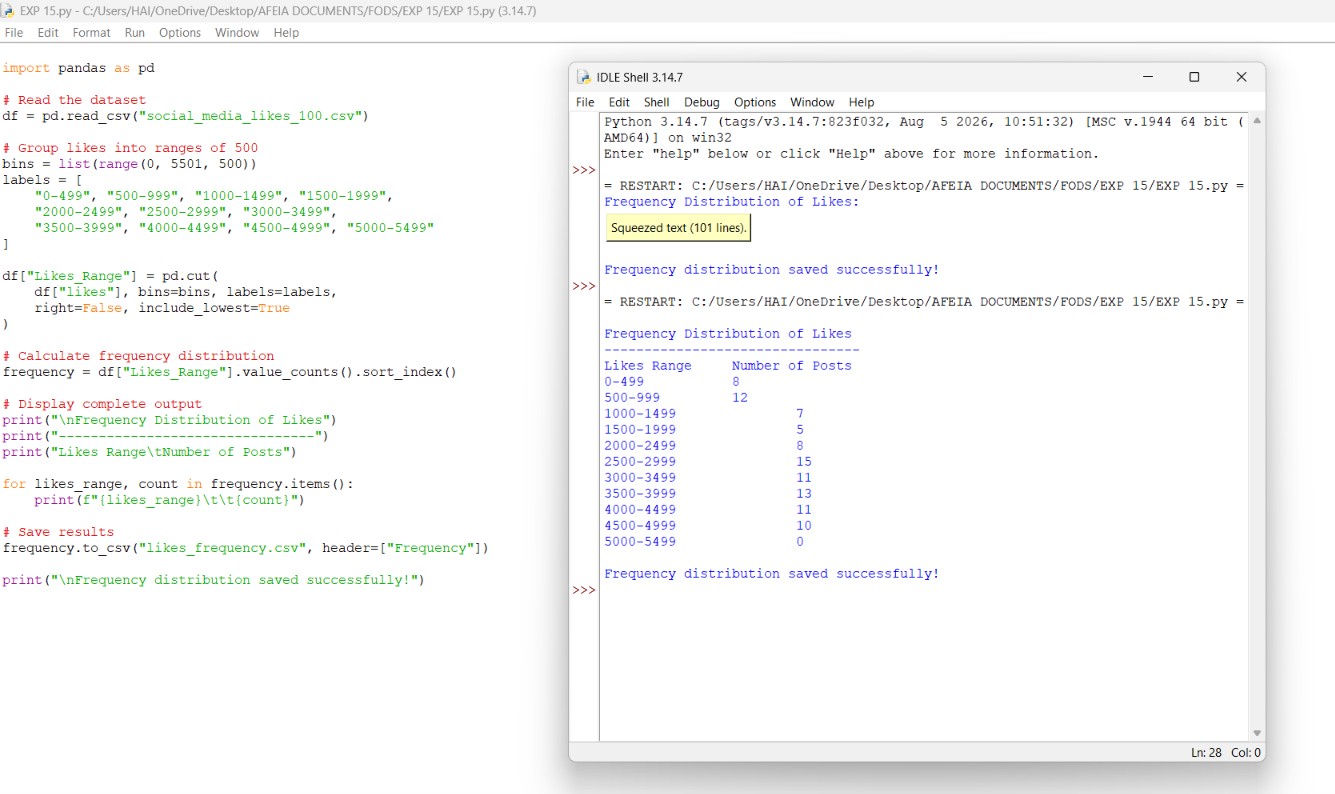 EXP 15.py - C:/Users/HAI/OneDrive/Desktop/AFEIA DOCUMENTS/FODS/EXP 15/EXP 15.py (3.14.7)
File Edit Format Run Options Window Help
import pandas as pd
# Read the dataset
df = pd.read_csv("social_media_likes_100.csv")
# Group likes into ranges of 500
bins = list(range(0, 5501, 500))
labels = [
    "0-499", "500-999", "1000-1499", "1500-1999",
    "2000-2499", "2500-2999", "3000-3499",
    "3500-3999", "4000-4499", "4500-4999", "5000-5499"
]
df["Likes_Range"] = pd.cut(
    df["likes"], bins=bins, labels=labels,
    right=False, include_lowest=True
)
# Calculate frequency distribution
frequency = df["Likes_Range"].value_counts().sort_index()
# Display complete output
print("\nFrequency Distribution of Likes")
print("--------------------------------")
print("Likes Range\tNumber of Posts")
for likes_range, count in frequency.items():
    print(f"{likes_range}\t\t{count}")
# Save results
frequency.to_csv("likes_frequency.csv", header=["Frequency"])
print("\nFrequency distribution saved successfully!")
IDLE Shell 3.14.7
File Edit Shell Debug Options Window Help
Python 3.14.7 (tags/v3.14.7:823f032, Aug  5 2026, 10:51:32) [MSC v.1944 64 bit (
AMD64)] on win32
Enter "help" below or click "Help" above for more information.
>>>
= RESTART: C:/Users/HAI/OneDrive/Desktop/AFEIA DOCUMENTS/FODS/EXP 15/EXP 15.py =
Frequency Distribution of Likes:
Squeezed text (101 lines).
Frequency distribution saved successfully!
>>>
= RESTART: C:/Users/HAI/OneDrive/Desktop/AFEIA DOCUMENTS/FODS/EXP 15/EXP 15.py =
Frequency Distribution of Likes
--------------------------------
Likes Range Number of Posts
0-499 8
500-999 12
1000-1499 7
1500-1999 5
2000-2499 8
2500-2999 15
3000-3499 11
3500-3999 13
4000-4499 11
4500-4999 10
5000-5499 0
Frequency distribution saved successfully!
>>>
Ln: 28 Col: 0